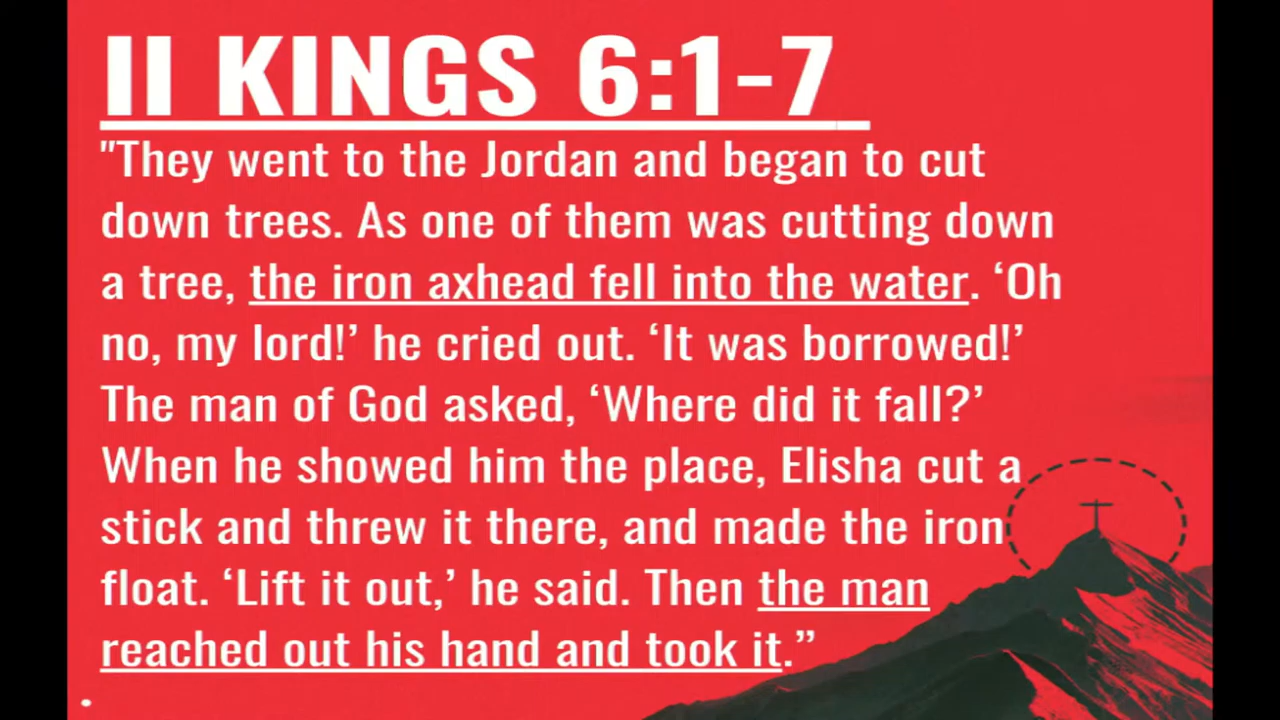 II KINGS 6:1-7
"They went to the Jordan and began to cut
down trees. As one of them was cutting down
a tree, the iron axhead fell into the water. ‘Oh
no, my lord!’ he cried out. ‘It was borrowed!’
The man of God asked, ‘Where did it fall?’
When he showed him the place, Elisha cut a
stick and threw it there, and made the iron
float. ‘Lift it out,’ he said. Then the man
reached out his hand and took it.”
.